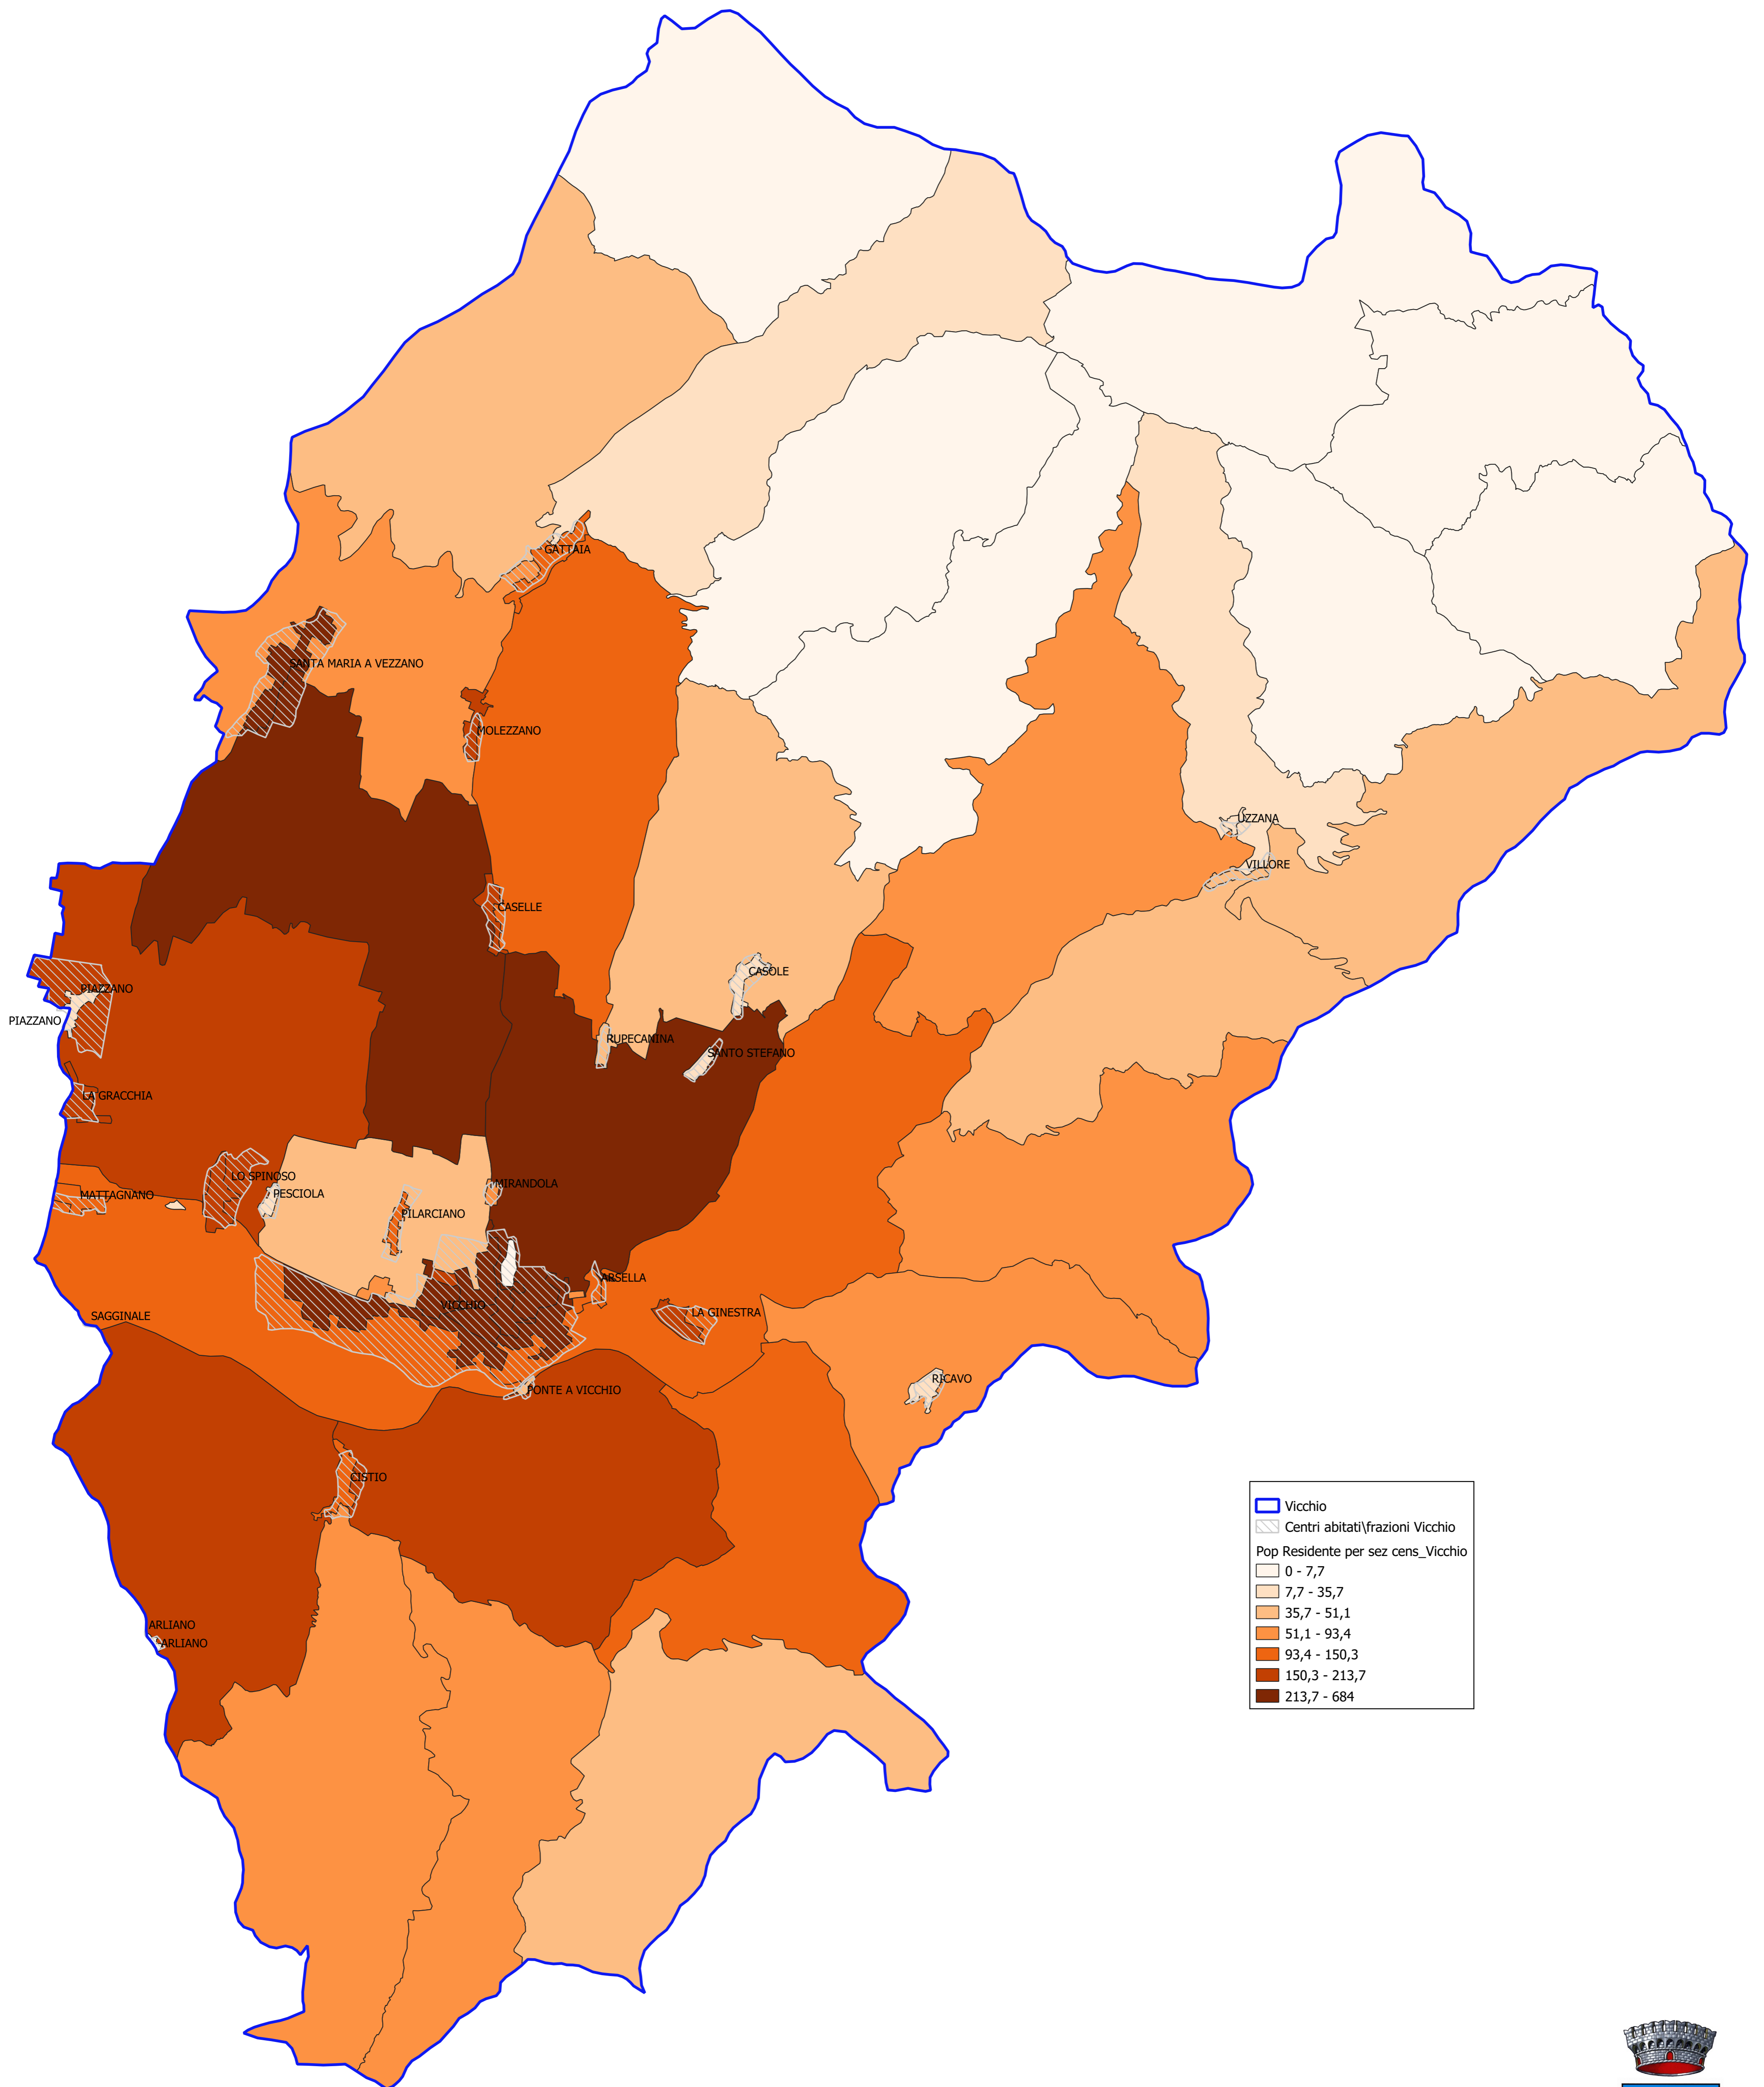 GATTAIA
SANTA MARIA A VEZZANO
MOLEZZANO
UZZANA
VILLORE
CASELLE
CASOLE
PIAZZANO
PIAZZANO
RUPECANINA
SANTO STEFANO
LA GRACCHIA
LO SPINOSO
MATTAGNANO
PESCIOLA
MIRANDOLA
PILARCIANO
ARSELLA
VICCHIO
LA GINESTRA
SAGGINALE
RICAVO
PONTE A VICCHIO
CISTIO
ARLIANO
ARLIANO
Vicchio
Centri abitati\frazioni Vicchio
Pop Residente per sez cens_Vicchio
0 - 7,7
7,7 - 35,7
35,7 - 51,1
51,1 - 93,4
93,4 - 150,3
150,3 - 213,7
213,7 - 684